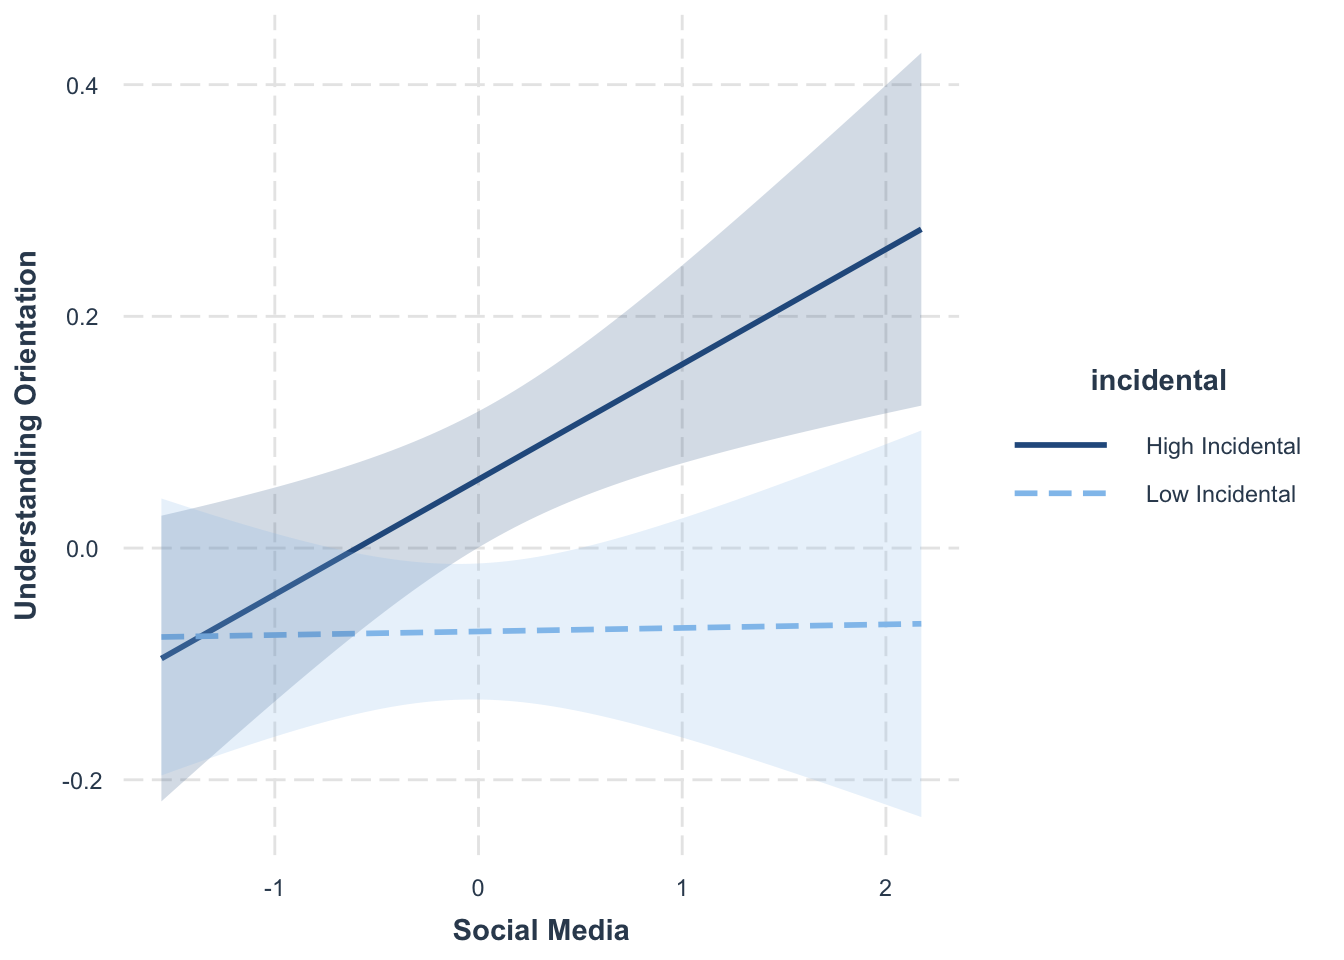 0.4
0.2
0.0
-0.2
Understanding Orientation
-1
0
1
2
Social Media
incidental
High Incidental
Low Incidental